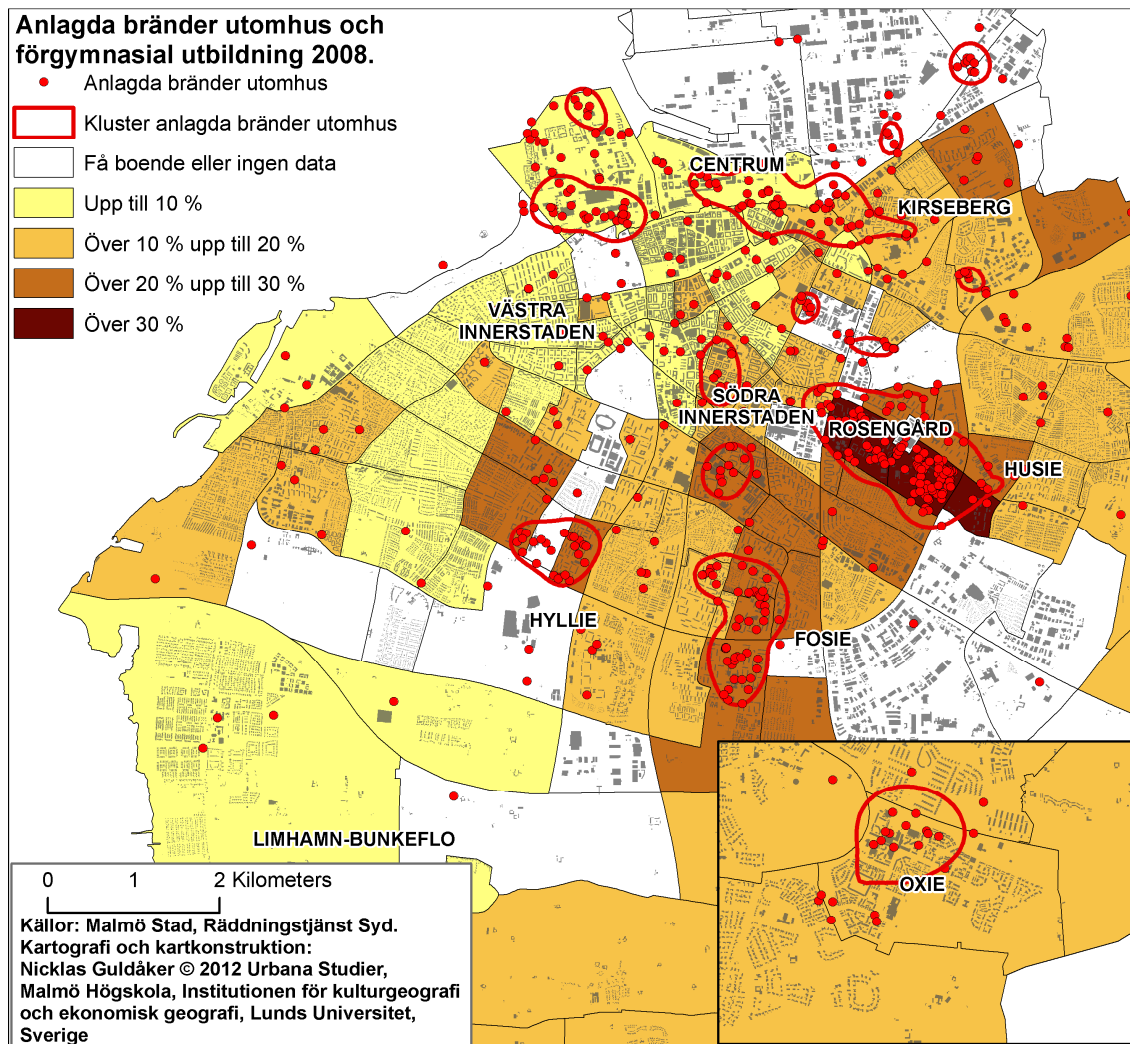 Anlagda bränder utomhus och
förgymnasial utbildning 2008.
Anlagda bränder utomhus
Kluster anlagda bränder utomhus
Få boende eller ingen data
Upp till 10 %
Över 10 % upp till 20 %
Över 20 % upp till 30 %
Över 30 %
CENTRUM
KIRSEBERG
VÄSTRA
INNERSTADEN
SÖDRA
INNERSTADEN
ROSENGÅRD
HUSIE
HYLLIE
FOSIE
LIMHAMN-BUNKEFLO
OXIE
0 1 2 Kilometers
Källor: Malmö Stad, Räddningstjänst Syd.
Kartografi och kartkonstruktion:
Nicklas Guldåker © 2012 Urbana Studier,
Malmö Högskola, Institutionen för kulturgeografi
och ekonomisk geografi, Lunds Universitet,
Sverige